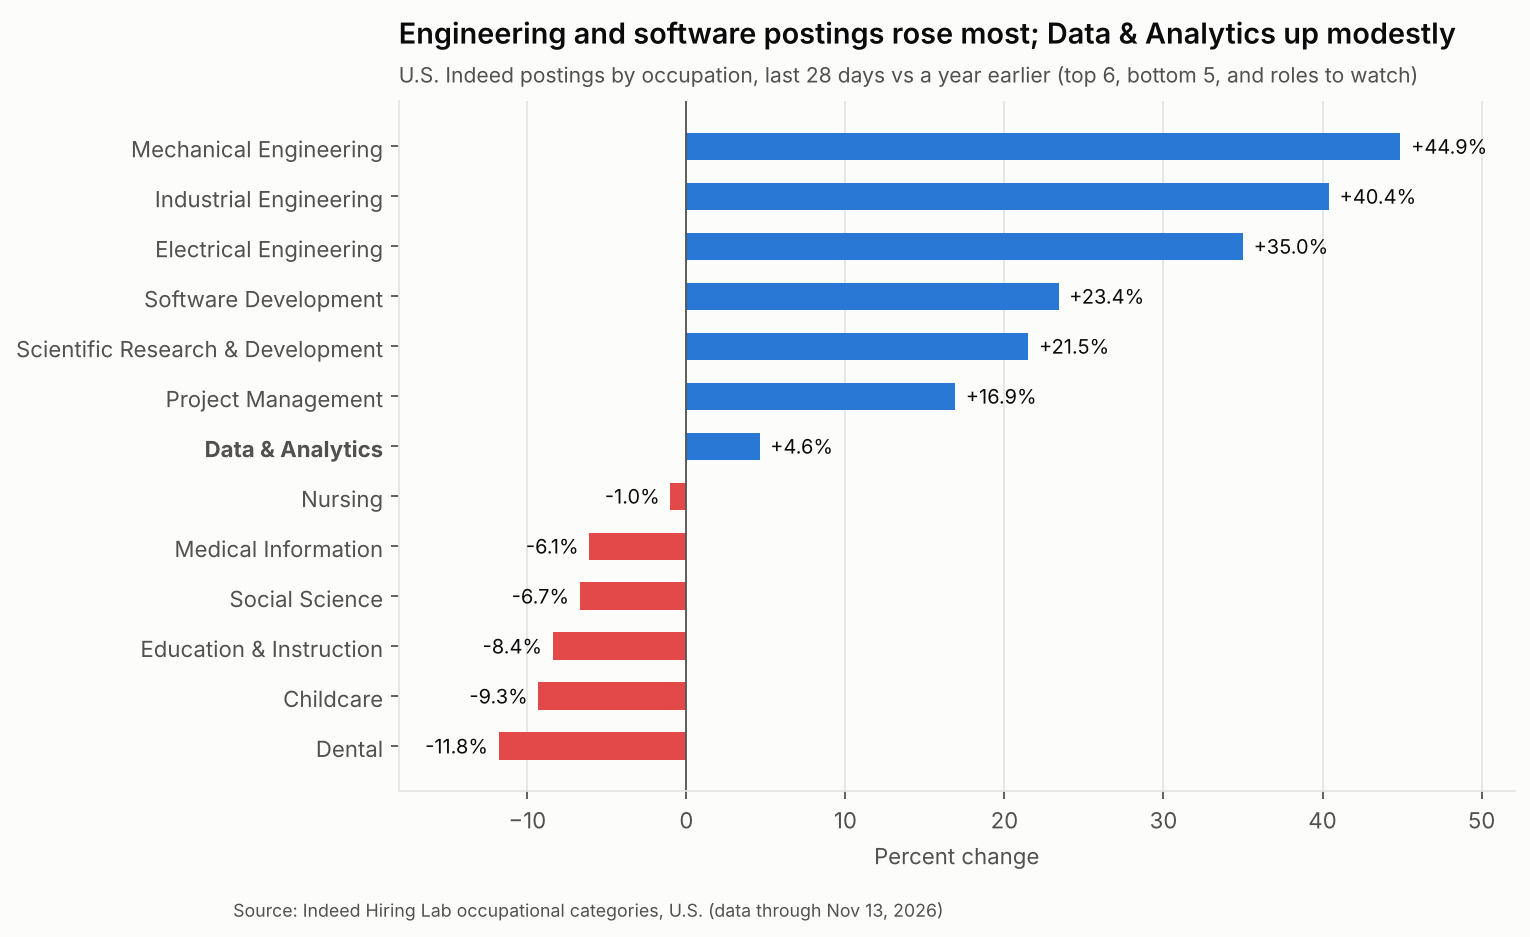 Engineering and software postings rose most; Data & Analytics up modestly
U.S. Indeed postings by occupation, last 28 days vs a year earlier (top 6, bottom 5, and roles to watch)
Mechanical Engineering +44.9%
Industrial Engineering +40.4%
Electrical Engineering +35.0%
Software Development +23.4%
Scientific Research & Development +21.5%
Project Management +16.9%
Data & Analytics +4.6%
Nursing -1.0%
Medical Information -6.1%
Social Science -6.7%
Education & Instruction -8.4%
Childcare -9.3%
Dental -11.8%
−10 0 10 20 30 40 50
Percent change
Source: Indeed Hiring Lab occupational categories, U.S. (data through Nov 13, 2026)